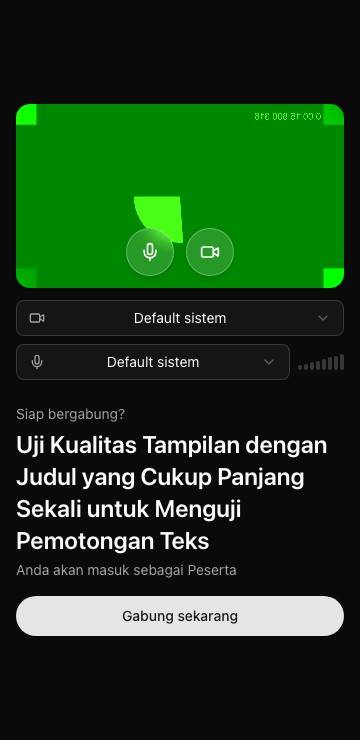 Default sistem
Default sistem
Siap bergabung?
Uji Kualitas Tampilan dengan
Judul yang Cukup Panjang
Sekali untuk Menguji
Pemotongan Teks
Anda akan masuk sebagai Peserta
Gabung sekarang